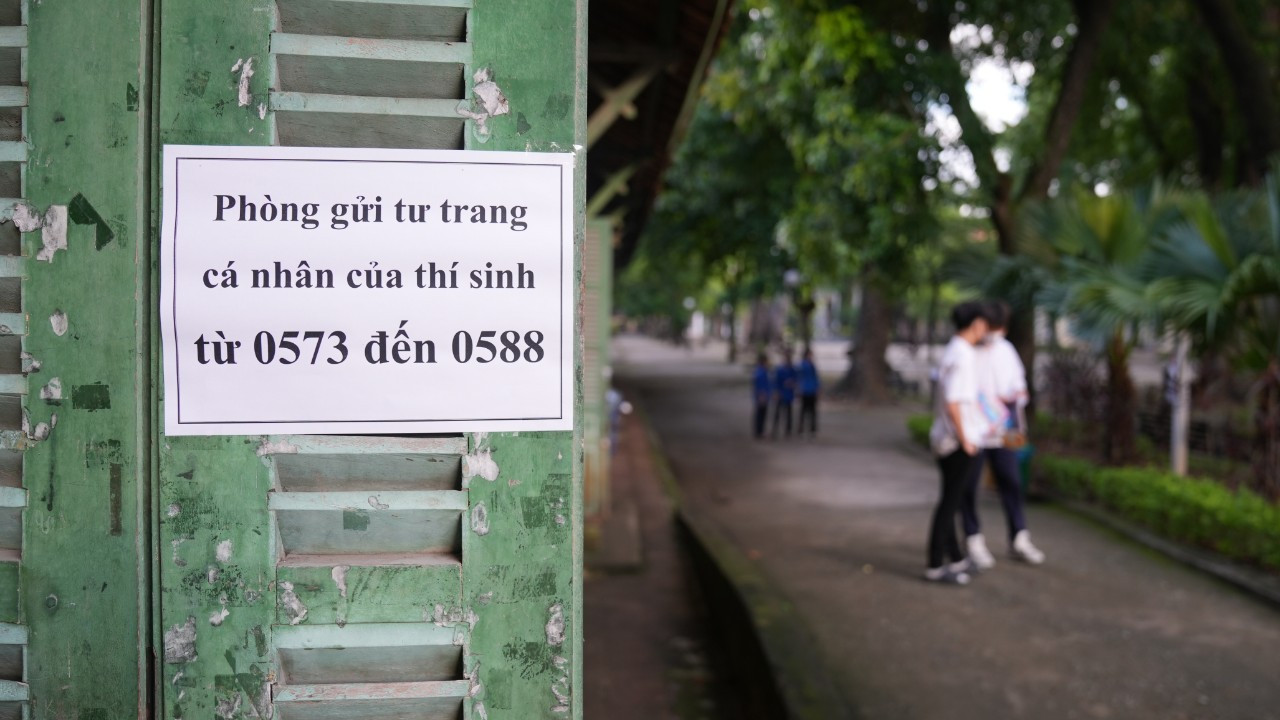 Phòng gửi tư trang
cá nhân của thí sinh
từ 0573 đến 0588